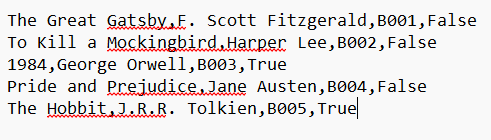 The Great Gatsby,F. Scott Fitzgerald,B001,False
To Kill a Mockingbird,Harper Lee,B002,False
1984,George Orwell,B003,True
Pride and Prejudice,Jane Austen,B004,False
The Hobbit,J.R.R. Tolkien,B005,True